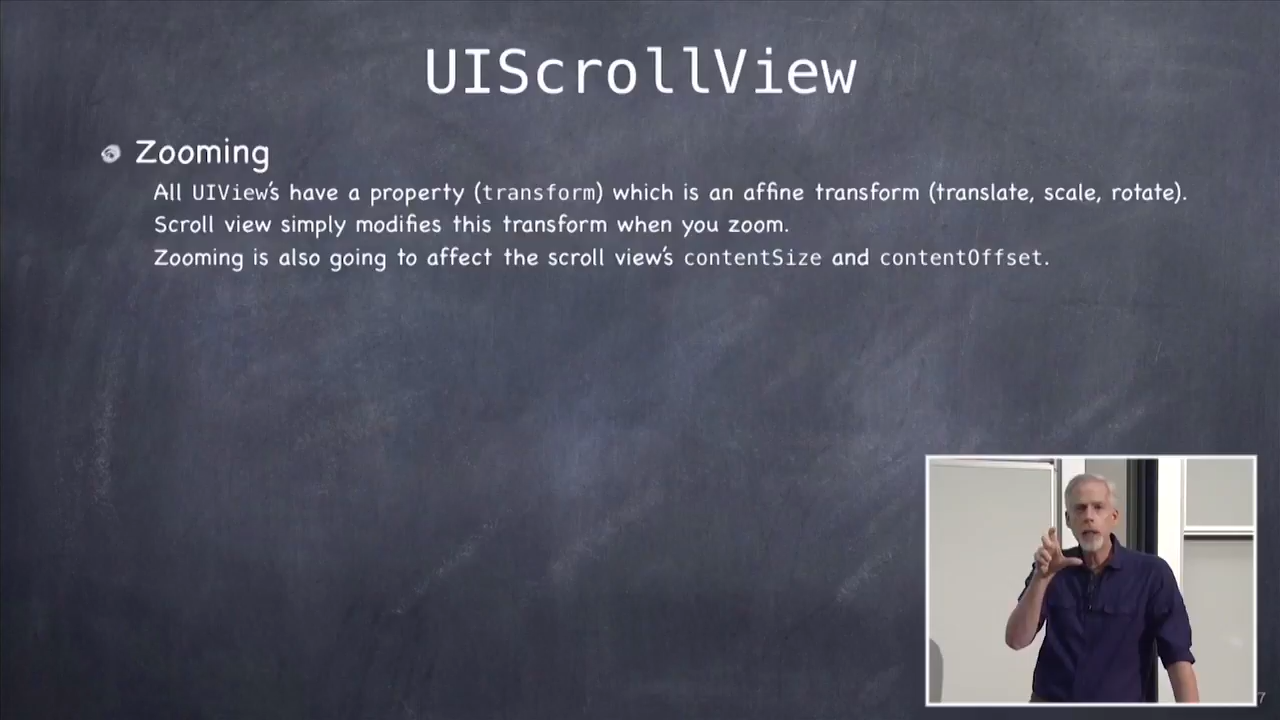 UIScrollView
Zooming
All UIView's have a property (transform) which is an affine transform (translate, scale, rotate).
Scroll view simply modifies this transform when you zoom.
Zooming is also going to affect the scroll view's contentSize and contentOffset.
7